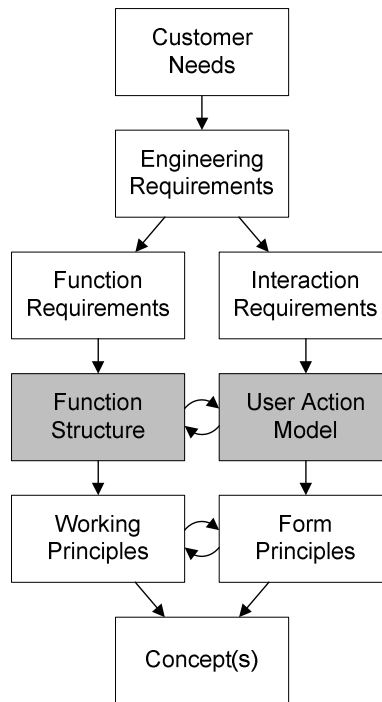 Customer
Needs
Engineering
Requirements
Function
Requirements
Interaction
Requirements
Function
Structure
User Action
Model
Working
Principles
Form
Principles
Concept(s)